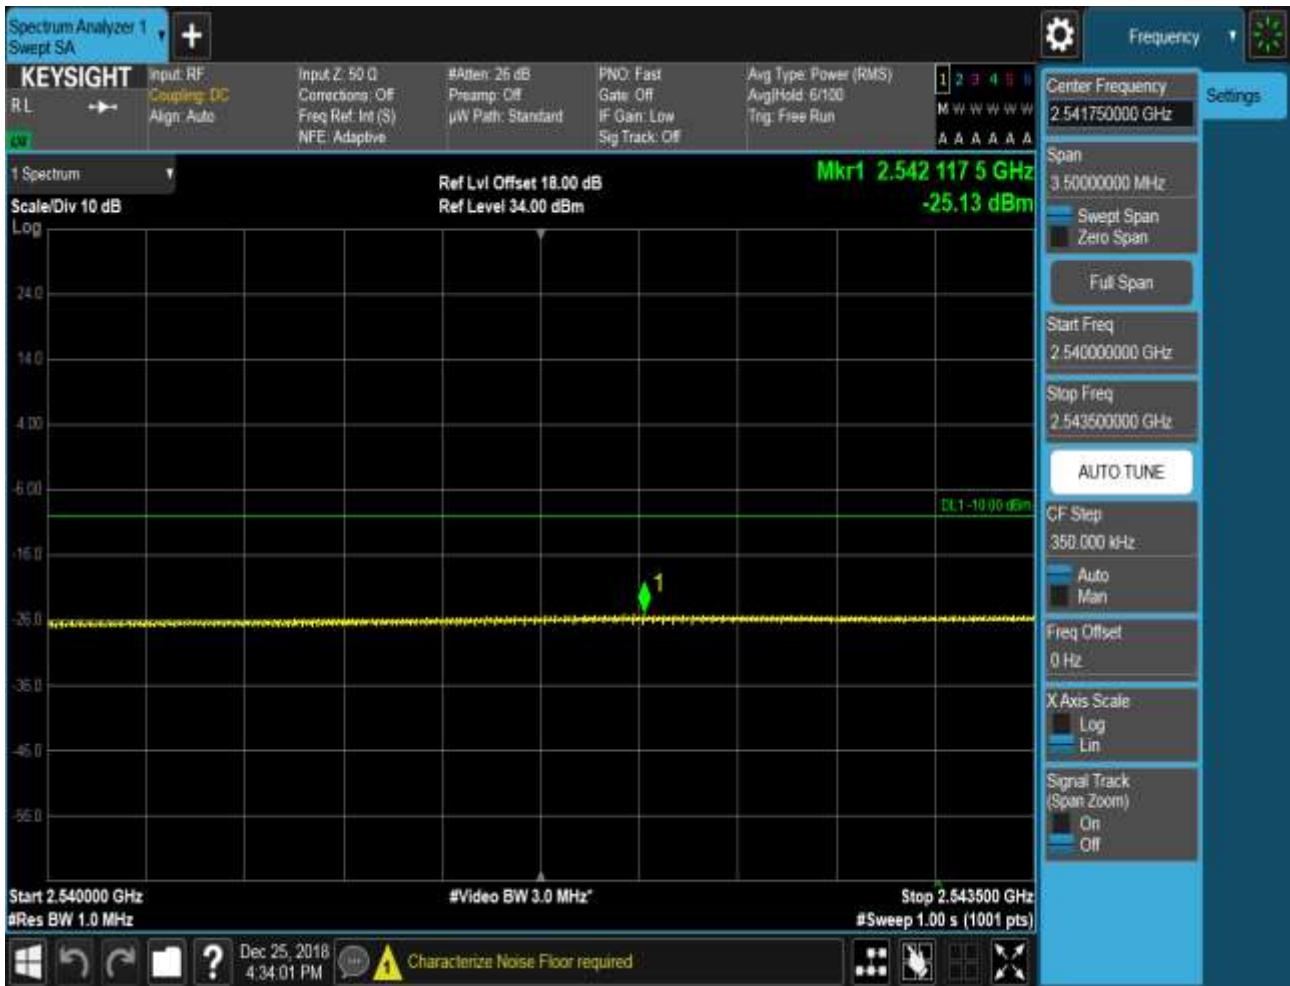 Spectrum Analyzer 1
Swept SA
+
Frequency
KEYSIGHT
RL
Input: RF
Coupling: DC
Align: Auto
Input Z: 50 Ω
Corrections: Off
Freq Ref: Int (S)
NFE: Adaptive
#Atten: 26 dB
Preamp: Off
µW Path: Standard
PNO: Fast
Gate: Off
IF Gain: Low
Sig Track: Off
Avg Type: Power (RMS)
Avg|Hold: 6/100
Trig: Free Run
1 2 3 4 5 6
M W W W W W
A A A A A A
Center Frequency
2.541750000 GHz
Settings
Span
3.50000000 MHz
Swept Span
Zero Span
Full Span
Start Freq
2.540000000 GHz
Stop Freq
2.543500000 GHz
AUTO TUNE
CF Step
350.000 kHz
Auto
Man
Freq Offset
0 Hz
X Axis Scale
Log
Lin
Signal Track
(Span Zoom)
On
Off
1 Spectrum
Scale/Div 10 dB
Log
Ref Lvl Offset 18.00 dB
Ref Level 34.00 dBm
Mkr1 2.542 117 5 GHz
-25.13 dBm
24.0
14.0
4.00
-6.00
-16.0
-26.0
-36.0
-46.0
-56.0
DL1 -10.00 dBm
1
Start 2.540000 GHz
#Res BW 1.0 MHz
#Video BW 3.0 MHz*
Stop 2.543500 GHz
#Sweep 1.00 s (1001 pts)
?
Dec 25, 2018
4:34:01 PM
1
Characterize Noise Floor required